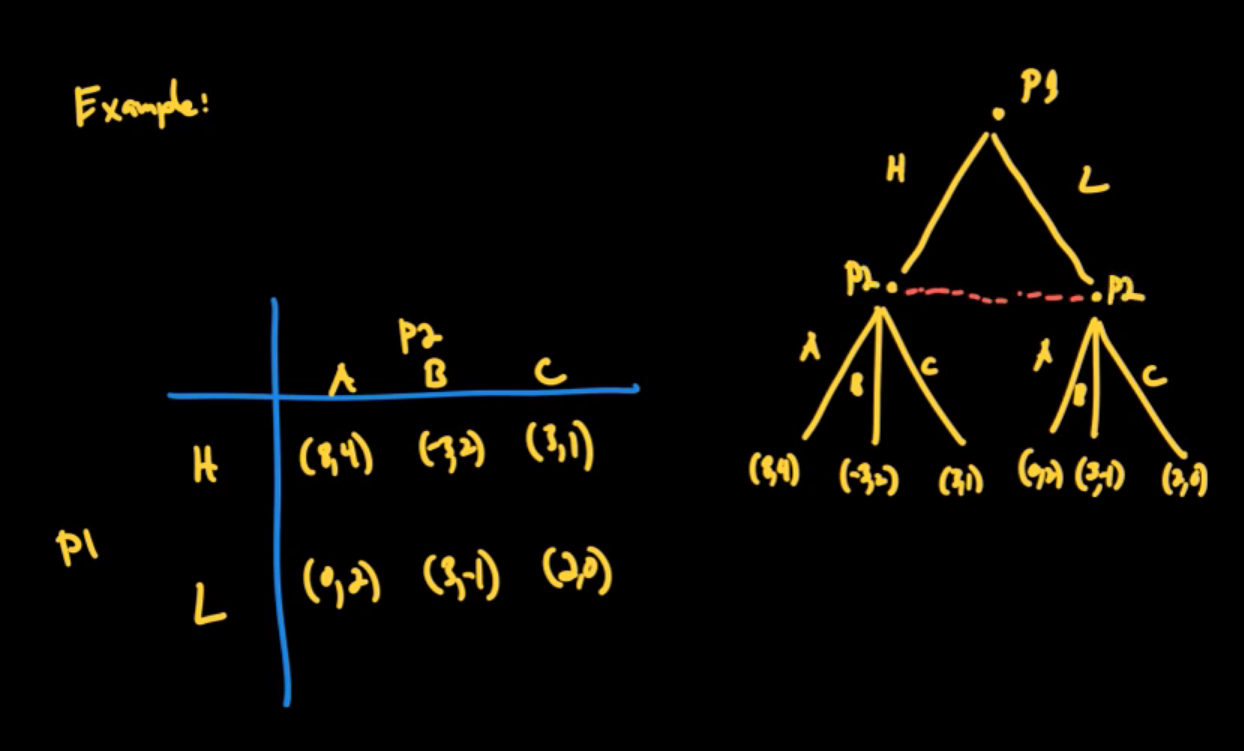 Example:
P1
H L
P2 P2
A B C A B C
(3,4) (-3,2) (3,1) (0,2) (3,-1) (2,0)
P2
A B C
H (3,4) (-3,2) (3,1)
P1
L (0,2) (3,-1) (2,0)